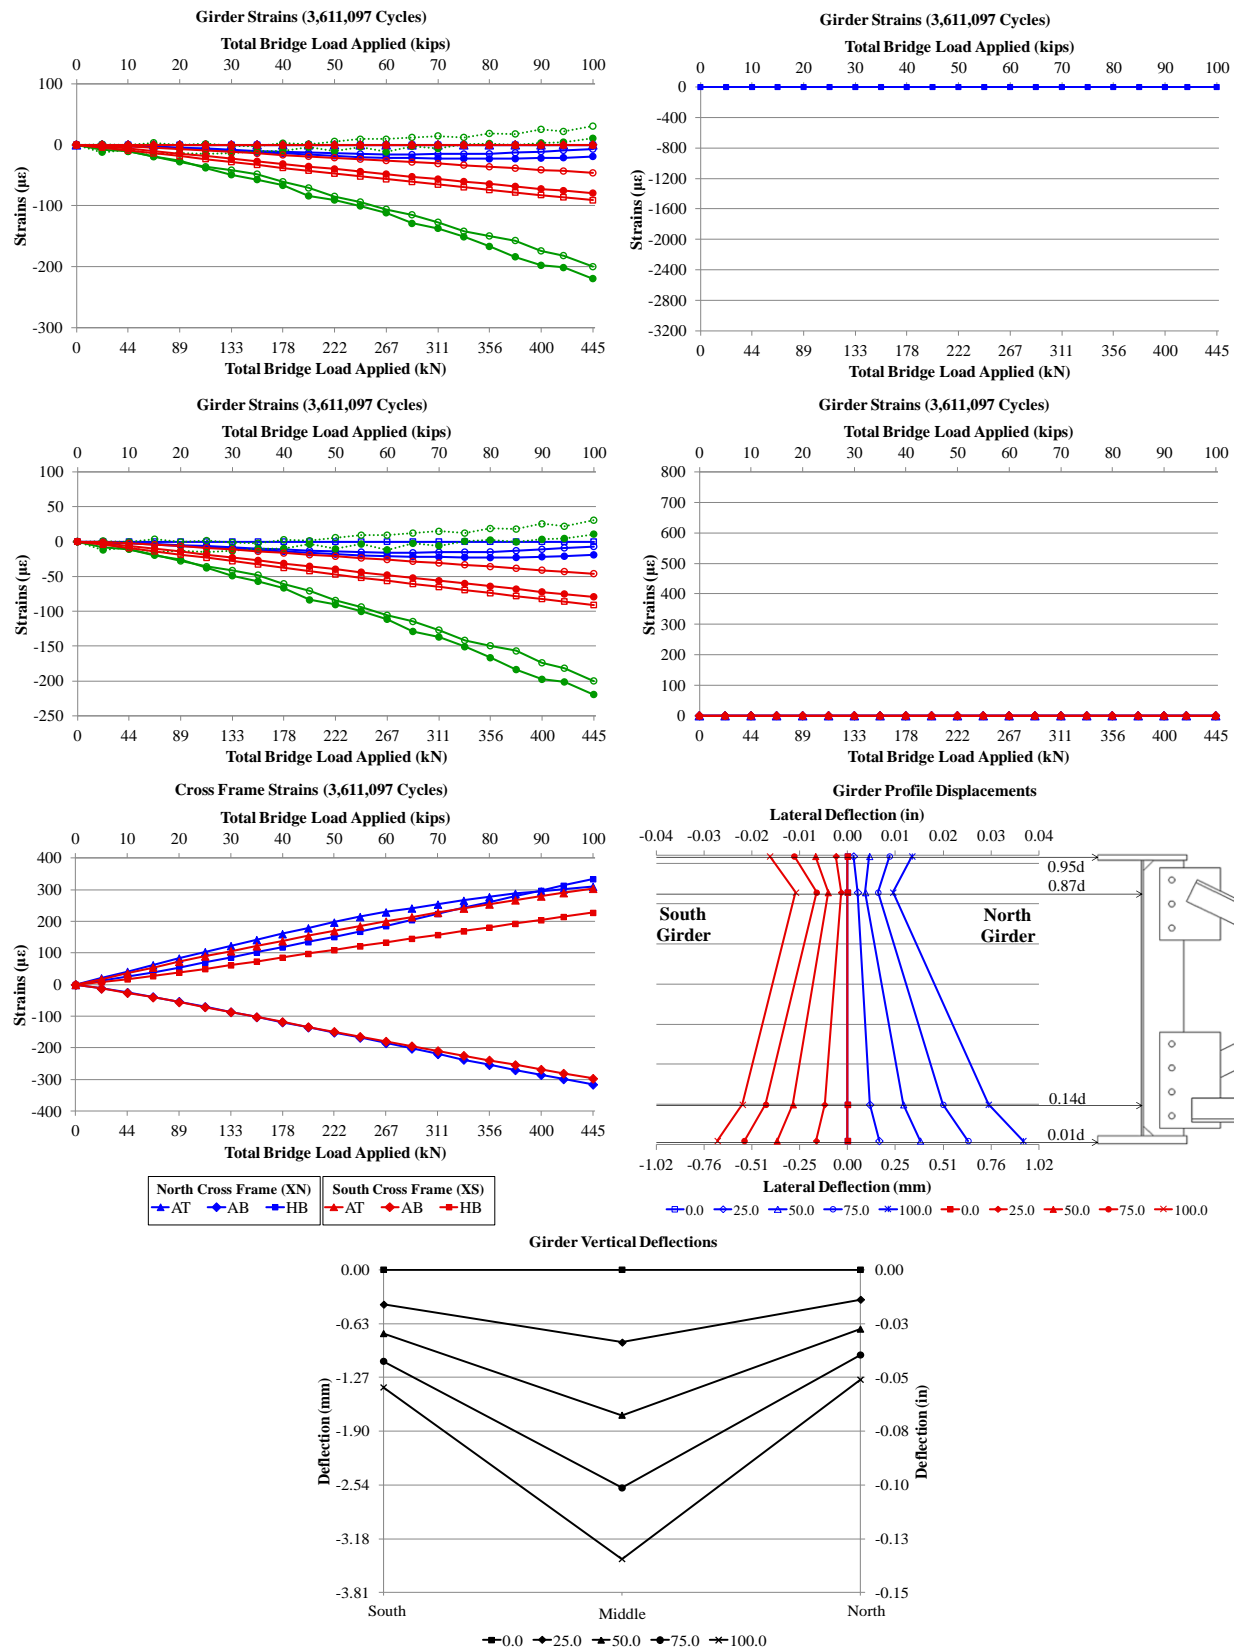 Girder Strains (3,611,097 Cycles)
Total Bridge Load Applied (kips)
0 10 20 30 40 50 60 70 80 90 100
100
0
-100
-200
-300
Strains (µε)
0 44 89 133 178 222 267 311 356 400 445
Total Bridge Load Applied (kN)
Girder Strains (3,611,097 Cycles)
Total Bridge Load Applied (kips)
0 10 20 30 40 50 60 70 80 90 100
0
-400
-800
-1200
-1600
-2000
-2400
-2800
-3200
Strains (µε)
0 44 89 133 178 222 267 311 356 400 445
Total Bridge Load Applied (kN)
Girder Strains (3,611,097 Cycles)
Total Bridge Load Applied (kips)
0 10 20 30 40 50 60 70 80 90 100
100
50
0
-50
-100
-150
-200
-250
Strains (µε)
0 44 89 133 178 222 267 311 356 400 445
Total Bridge Load Applied (kN)
Girder Strains (3,611,097 Cycles)
Total Bridge Load Applied (kips)
0 10 20 30 40 50 60 70 80 90 100
800
700
600
500
400
300
200
100
0
Strains (µε)
0 44 89 133 178 222 267 311 356 400 445
Total Bridge Load Applied (kN)
Cross Frame Strains (3,611,097 Cycles)
Total Bridge Load Applied (kips)
0 10 20 30 40 50 60 70 80 90 100
400
300
200
100
0
-100
-200
-300
-400
Strains (µε)
0 44 89 133 178 222 267 311 356 400 445
Total Bridge Load Applied (kN)
North Cross Frame (XN) South Cross Frame (XS)
AT AB HB AT AB HB
Girder Profile Displacements
Lateral Deflection (in)
-0.04 -0.03 -0.02 -0.01 0.00 0.01 0.02 0.03 0.04
0.95d
0.87d
South
Girder
North
Girder
0.14d
0.01d
-1.02 -0.76 -0.51 -0.25 0.00 0.25 0.51 0.76 1.02
Lateral Deflection (mm)
0.0 25.0 50.0 75.0 100.0 0.0 25.0 50.0 75.0 100.0
Girder Vertical Deflections
0.00
-0.63
-1.27
-1.90
-2.54
-3.18
-3.81
Deflection (mm)
0.00
-0.03
-0.05
-0.08
-0.10
-0.13
-0.15
Deflection (in)
South Middle North
0.0 25.0 50.0 75.0 100.0